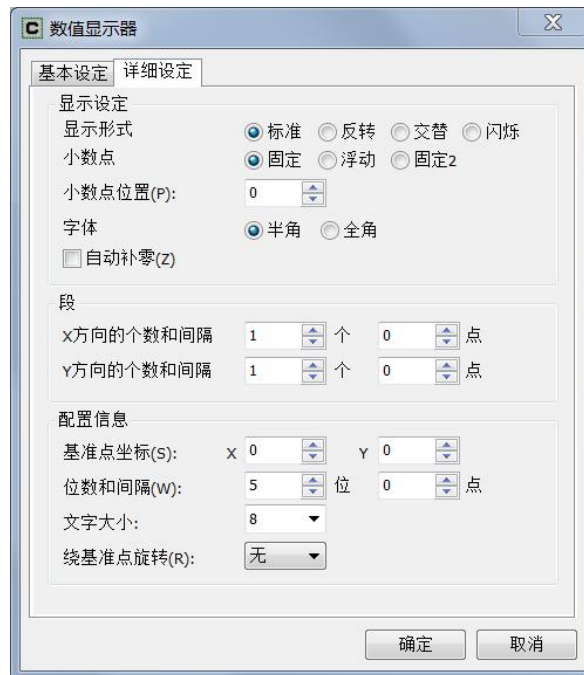 C 数值显示器
基本设定 详细设定
显示设定
显示形式 标准 反转 交替 闪烁
小数点 固定 浮动 固定2
小数点位置(P): 0
字体 半角 全角
自动补零(Z)
段
X方向的个数和间隔 1 个 0 点
Y方向的个数和间隔 1 个 0 点
配置信息
基准点坐标(S): X 0 Y 0
位数和间隔(W): 5 位 0 点
文字大小: 8
绕基准点旋转(R): 无
确定 取消